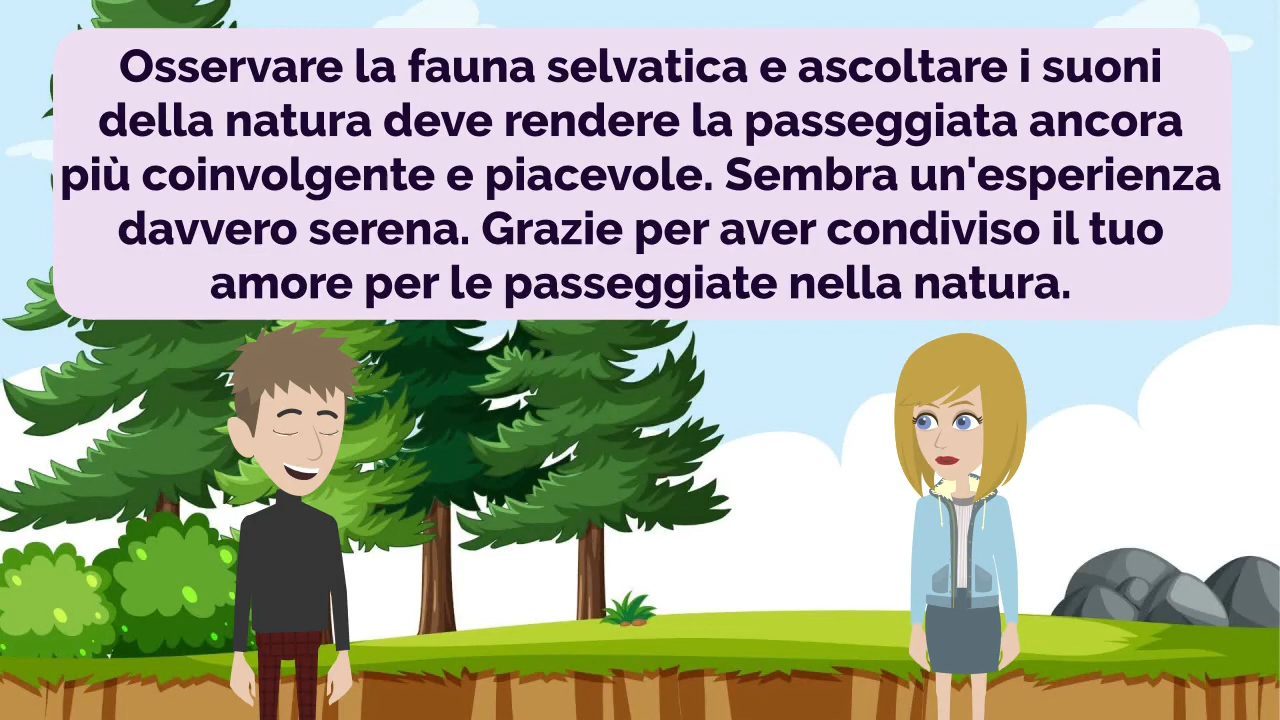 Osservare la fauna selvatica e ascoltare i suoni
della natura deve rendere la passeggiata ancora
più coinvolgente e piacevole. Sembra un'esperienza
davvero serena. Grazie per aver condiviso il tuo
amore per le passeggiate nella natura.